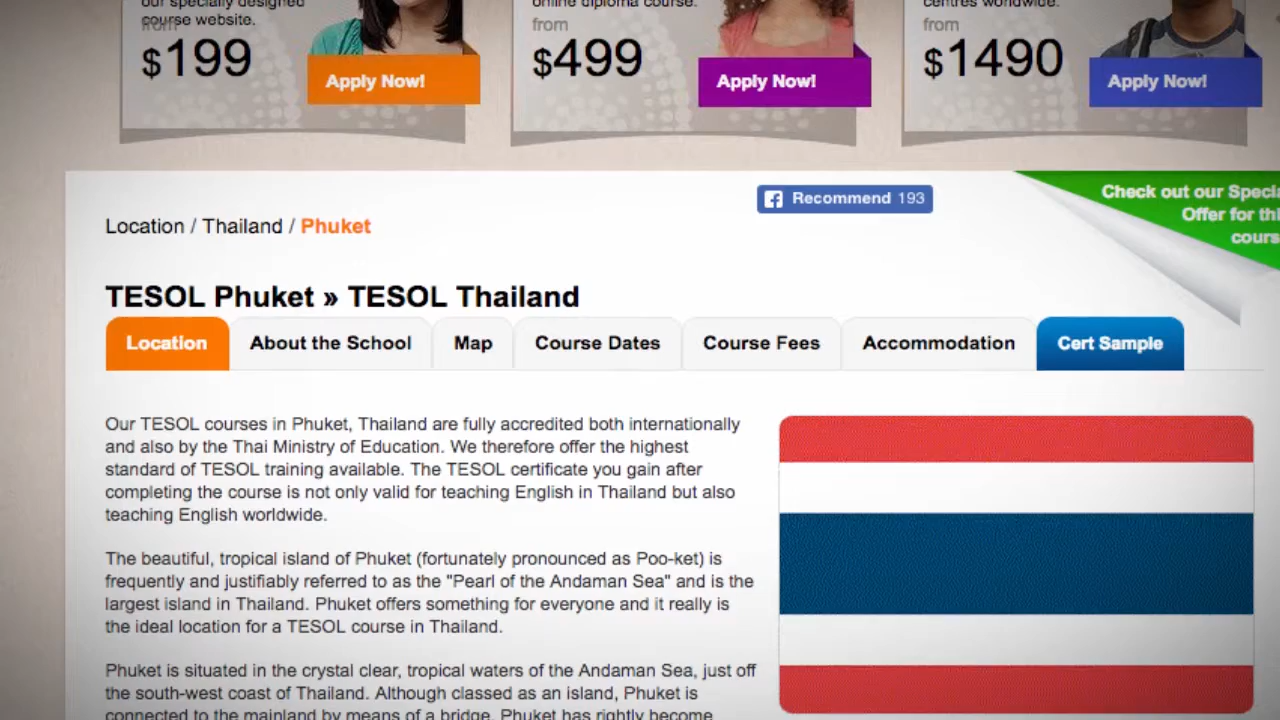 our specially designed
course website.
from
$199
Apply Now!
online diploma course.
from
$499
Apply Now!
centres worldwide.
from
$1490
Apply Now!
Recommend 193
Check out our Specia
Offer for thi
cours
Location / Thailand / Phuket
TESOL Phuket » TESOL Thailand
Location About the School Map Course Dates Course Fees Accommodation Cert Sample
Our TESOL courses in Phuket, Thailand are fully accredited both internationally
and also by the Thai Ministry of Education. We therefore offer the highest
standard of TESOL training available. The TESOL certificate you gain after
completing the course is not only valid for teaching English in Thailand but also
teaching English worldwide.
The beautiful, tropical island of Phuket (fortunately pronounced as Poo-ket) is
frequently and justifiably referred to as the "Pearl of the Andaman Sea" and is the
largest island in Thailand. Phuket offers something for everyone and it really is
the ideal location for a TESOL course in Thailand.
Phuket is situated in the crystal clear, tropical waters of the Andaman Sea, just off
the south-west coast of Thailand. Although classed as an island, Phuket is
connected to the mainland by means of a bridge. Phuket has rightly become